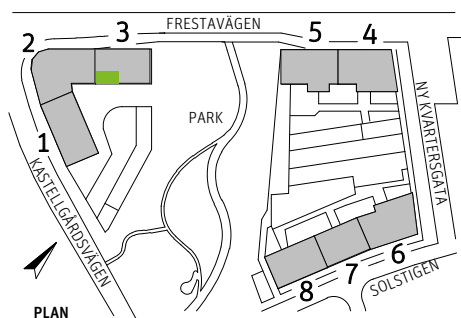 FRESTAVÄGEN
2
3
5
4
PARK
NY KVARTERSGATA
1
KASTELLGÅRDSVÄGEN
6
7
8
SOLSTIGEN
PLAN